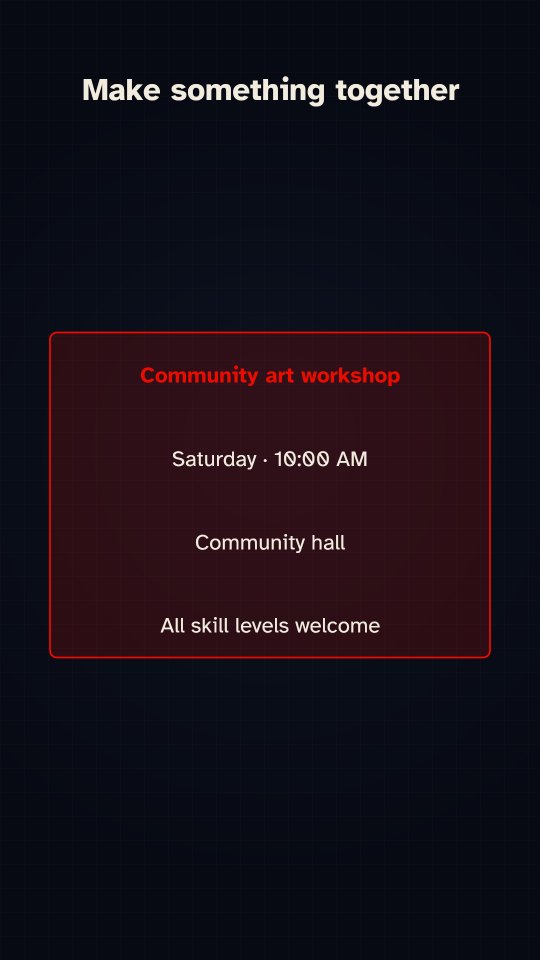 Make something together
Community art workshop
Saturday · 10:00 AM
Community hall
All skill levels welcome